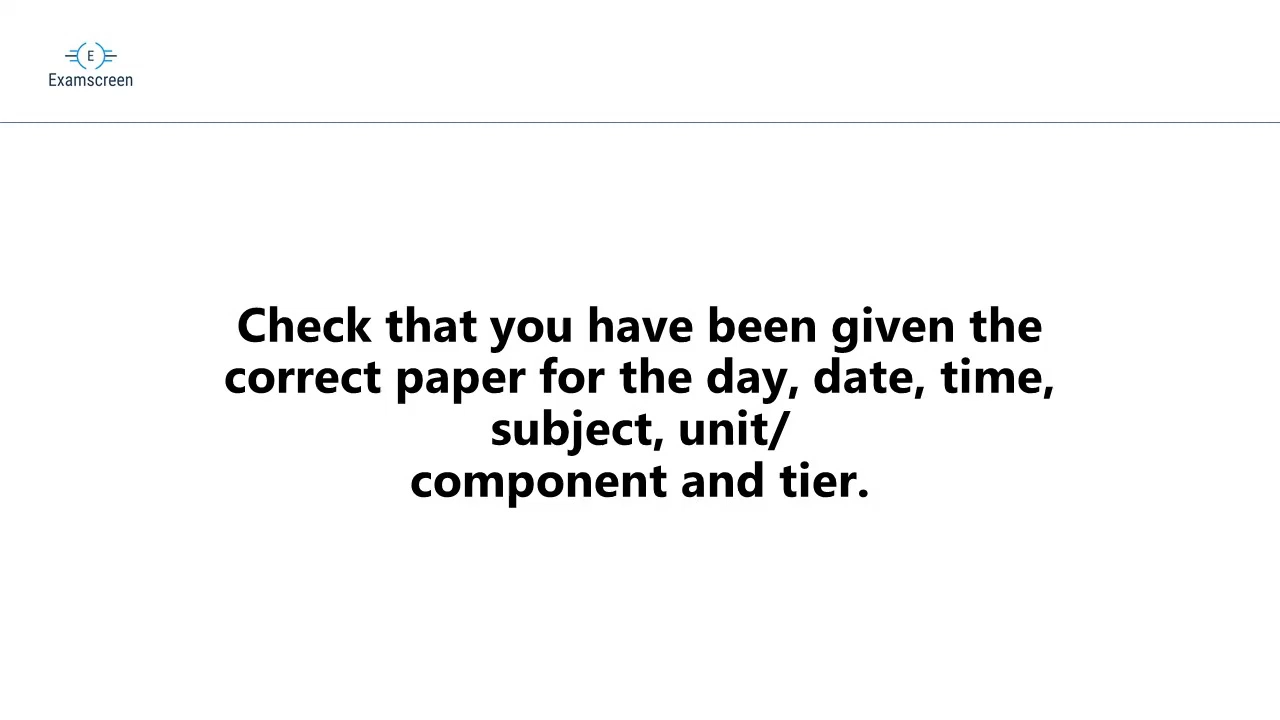 E
Examscreen
Check that you have been given the
correct paper for the day, date, time,
subject, unit/
component and tier.